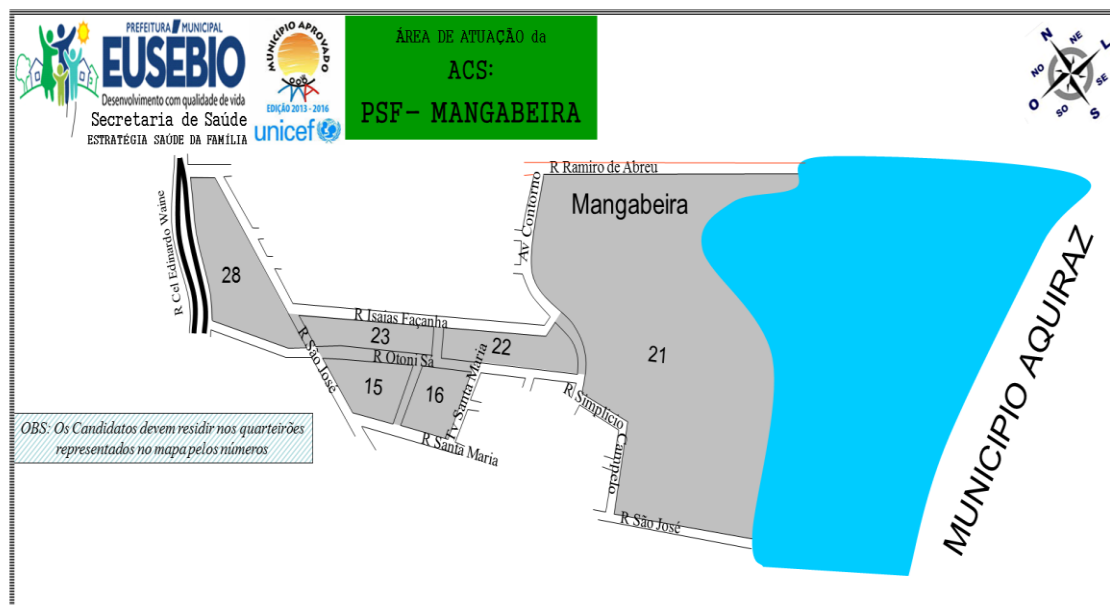 PREFEITURA MUNICIPAL
EUSÉBIO
Desenvolvimento com qualidade de vida
Secretaria de Saúde
ESTRATÉGIA SAÚDE DA FAMÍLIA
MUNICÍPIO APROVADO
EDIÇÃO 2013 - 2016
unicef
ÁREA DE ATUAÇÃO da
ACS:
PSF- MANGABEIRA
N
NE
L
SE
S
SO
O
NO
R Ramiro de Abreu
Mangabeira
Av Contorno
R Cel Edinardo Waine
28
R Isaias Façanha
23
22
21
R São José
R Otoni Sá
15
16
Tv Santa Maria
R Santa Maria
R Simplicio
Campelo
R São José
MUNICIPIO AQUIRAZ
OBS: Os Candidatos devem residir nos quarteirões
representados no mapa pelos números